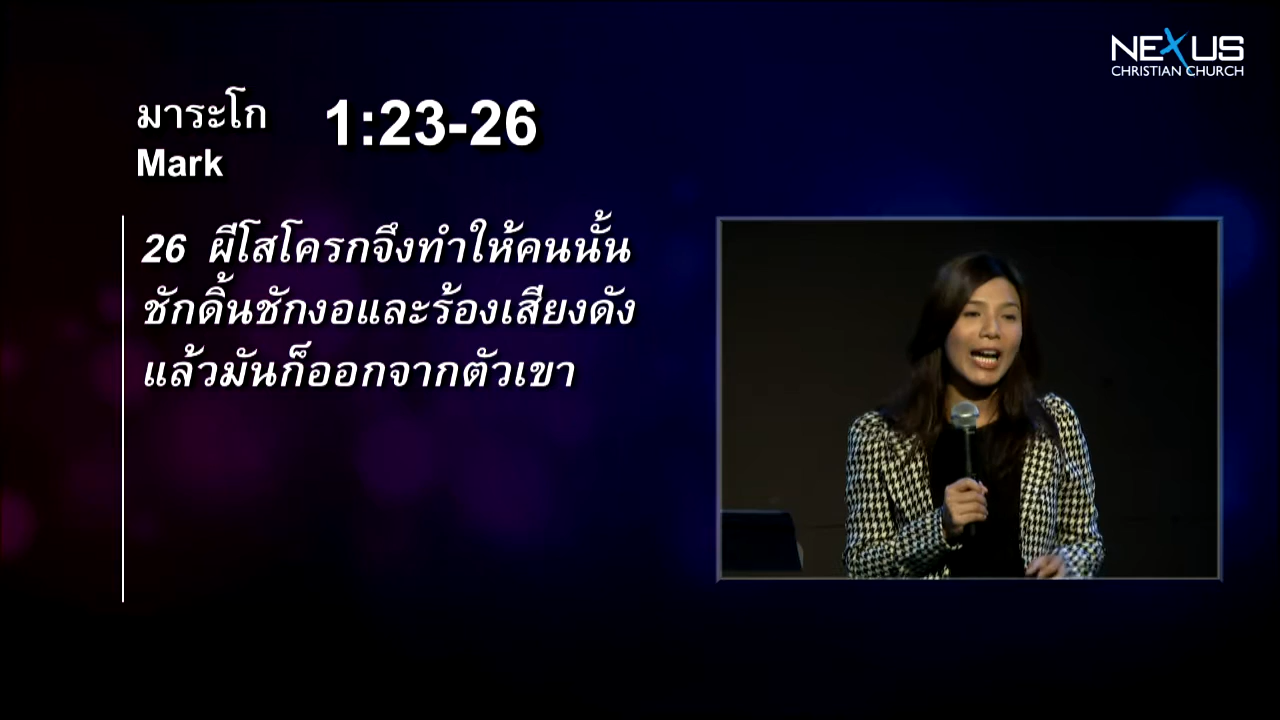 NEXUS
CHRISTIAN CHURCH
มาระโก 1:23-26
Mark
26 ผีโสโครกจึงทำให้คนนั้น
ชักดิ้นชักงอและร้องเสียงดัง
แล้วมันก็ออกจากตัวเขา